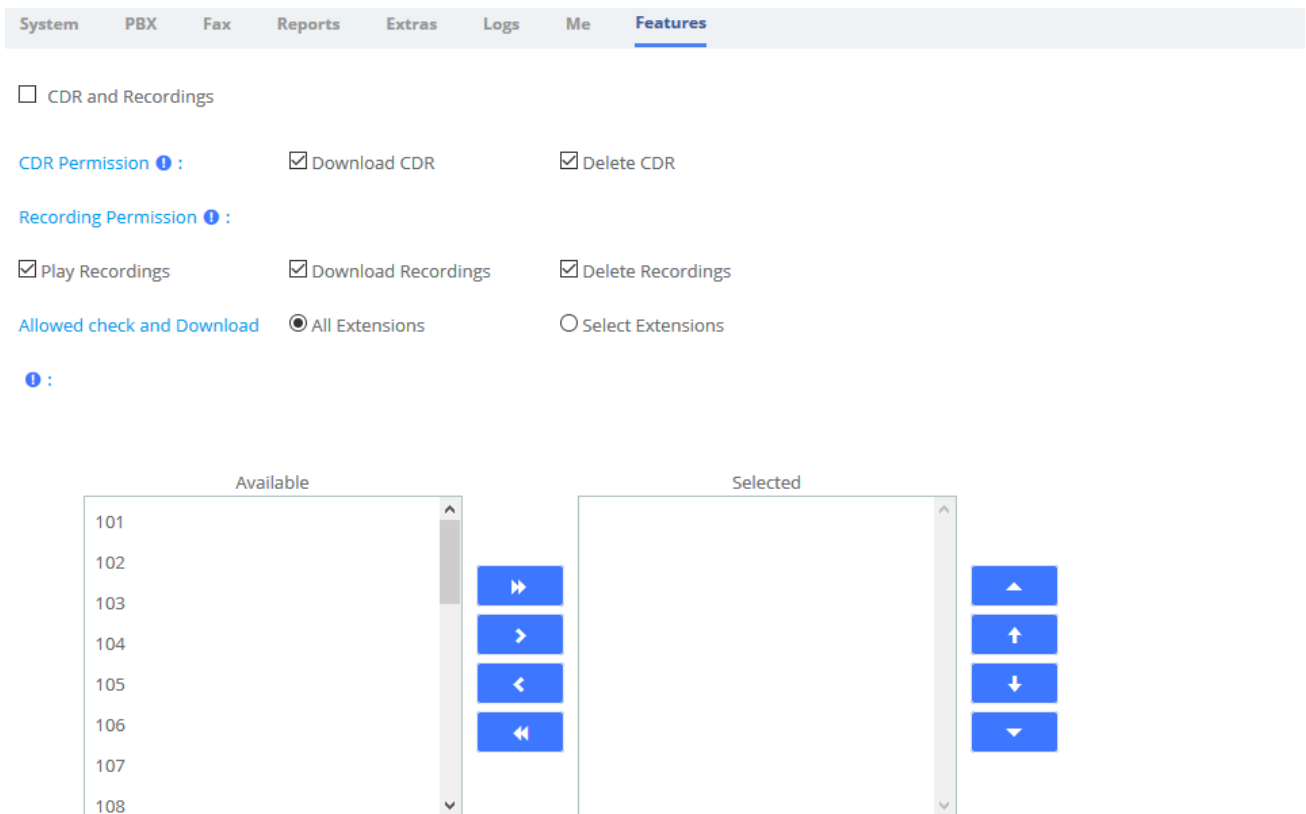 System PBX Fax Reports Extras Logs Me Features
CDR and Recordings
CDR Permission : Download CDR Delete CDR
Recording Permission :
Play Recordings Download Recordings Delete Recordings
Allowed check and Download All Extensions Select Extensions
:
Available Selected
101
102
103
104
105
106
107
108